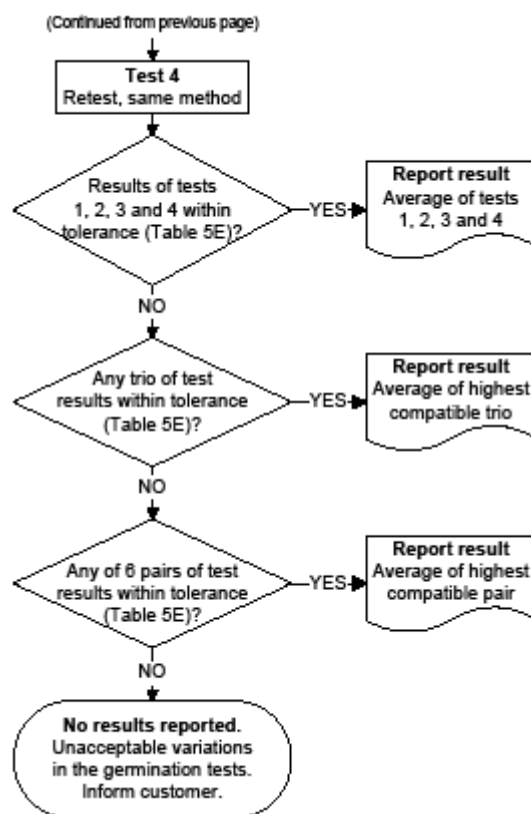 (Continued from previous page)
Test 4
Retest, same method
Results of tests
1, 2, 3 and 4 within
tolerance (Table 5E)?
YES
Report result
Average of tests
1, 2, 3 and 4
NO
Any trio of test
results within tolerance
(Table 5E)?
YES
Report result
Average of highest
compatible trio
NO
Any of 6 pairs of test
results within tolerance
(Table 5E)?
YES
Report result
Average of highest
compatible pair
NO
No results reported.
Unacceptable variations
in the germination tests.
Inform customer.